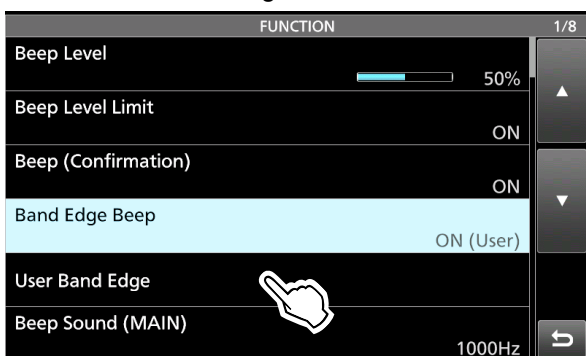 FUNCTION 1/8
Beep Level
50%
Beep Level Limit
ON
Beep (Confirmation)
ON
Band Edge Beep
ON (User)
User Band Edge
Beep Sound (MAIN)
1000Hz